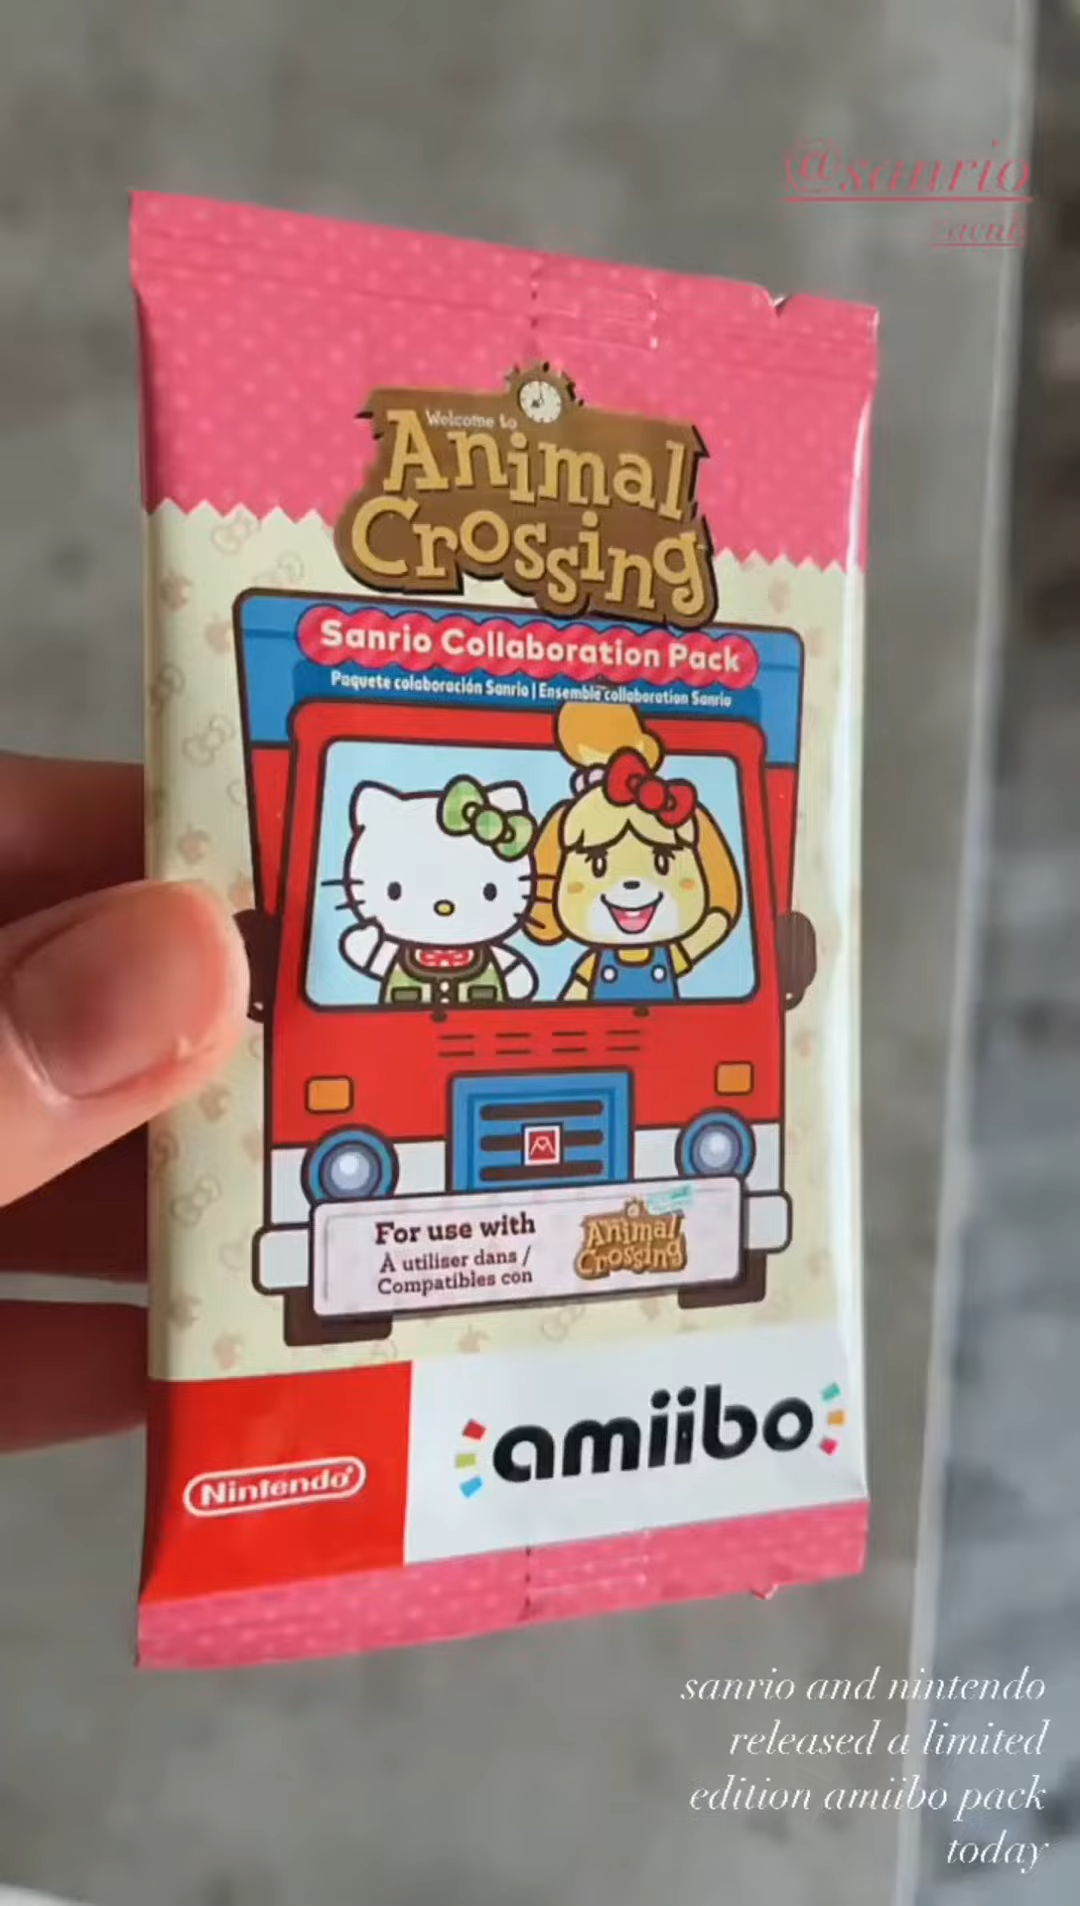 @sanrio
Welcome to
Animal
Crossing
Sanrio Collaboration Pack
Paquete colaboración Sanrio | Ensemble collaboration Sanrio
For use with
À utiliser dans /
Compatibles con
Animal
Crossing
Nintendo
amiibo
sanrio and nintendo
released a limited
edition amiibo pack
today